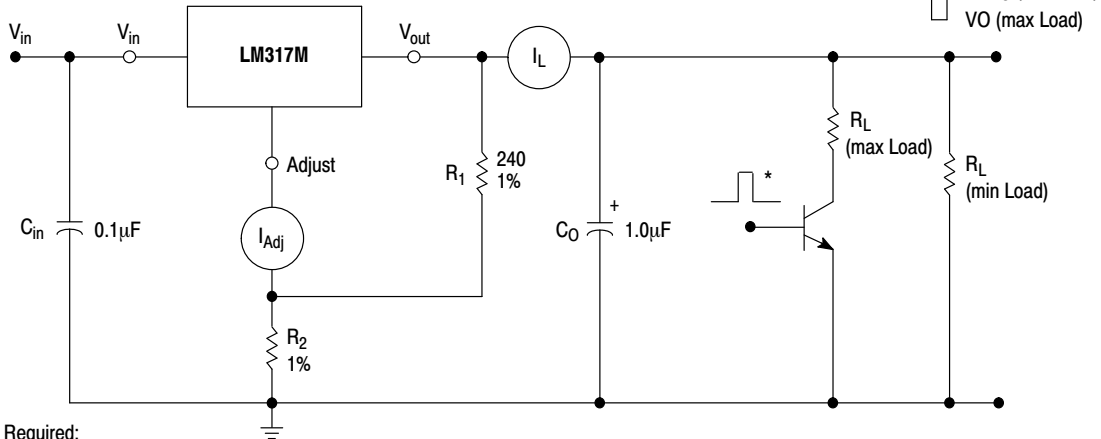 VO (max Load)
Vin
Vin
LM317M
Vout
IL
Adjust
R1
240
1%
RL
(max Load)
RL
(min Load)
*
Cin
0.1μF
IAdj
CO
+
1.0μF
R2
1%
Required: